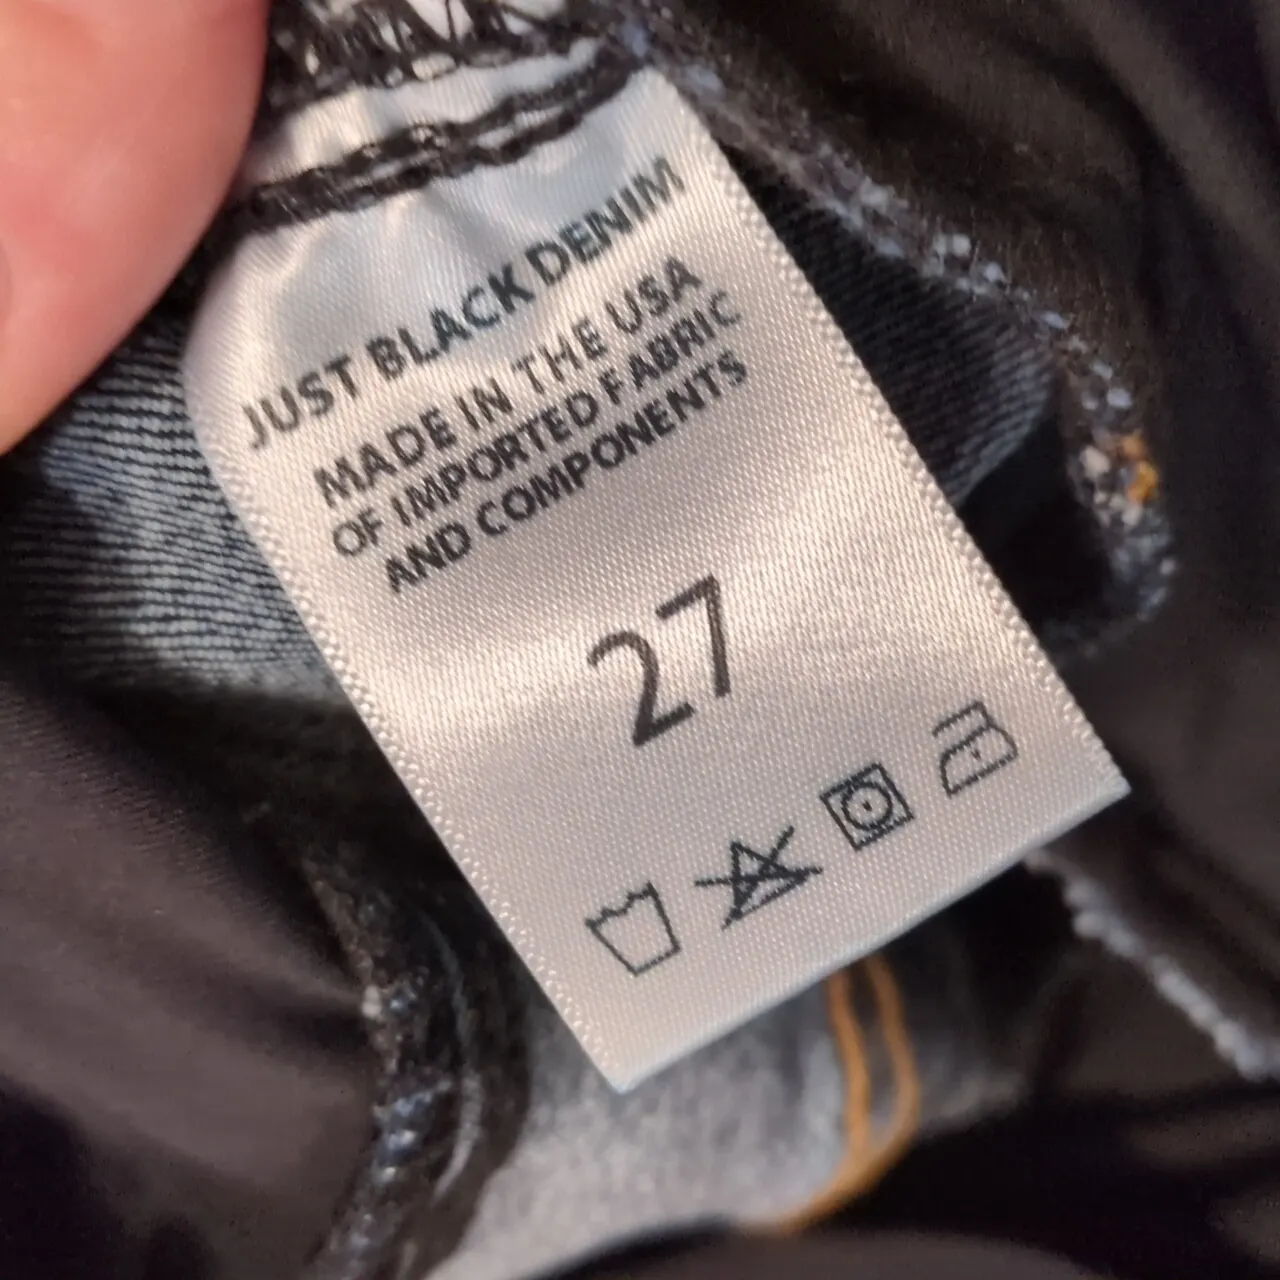 JUST BLACK DENIM
MADE IN THE USA
OF IMPORTED FABRIC
AND COMPONENTS
27